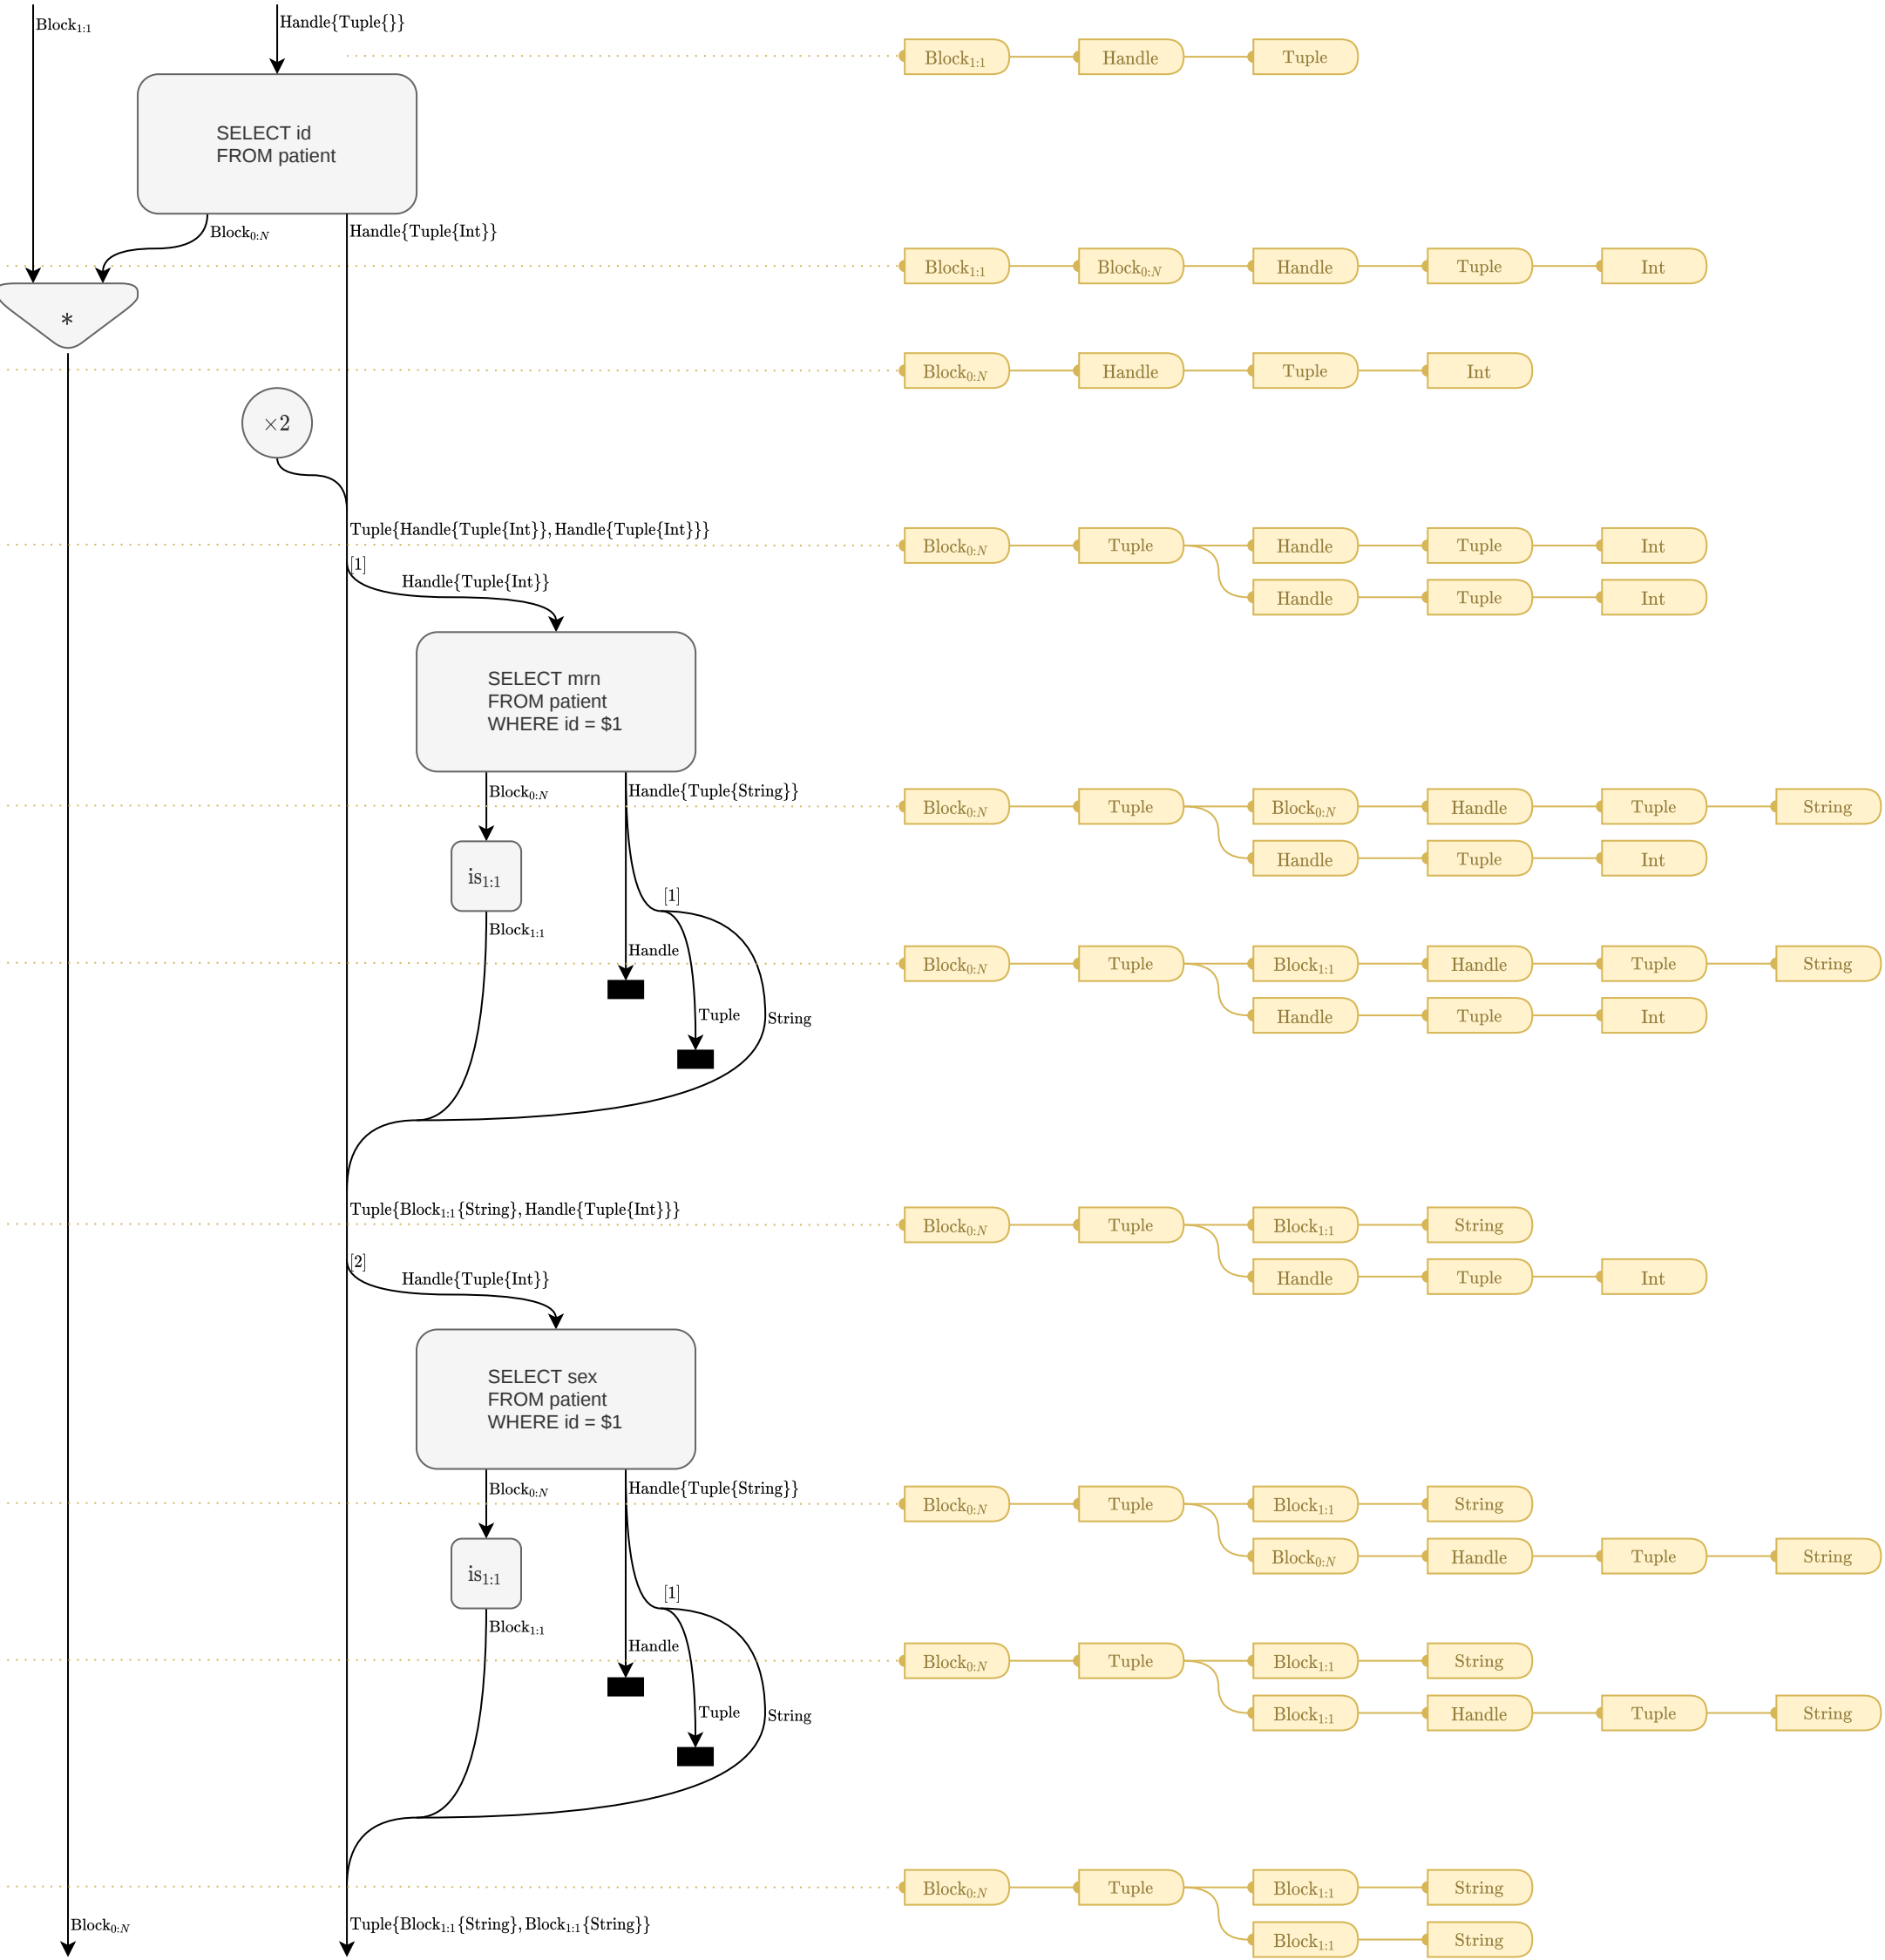 Block1:1
Handle{Tuple{}}
Block1:1 Handle Tuple
SELECT id
FROM patient
Block0:N
Handle{Tuple{Int}}
Block1:1 Block0:N Handle Tuple Int
*
Block0:N Handle Tuple Int
×2
Tuple{Handle{Tuple{Int}}, Handle{Tuple{Int}}}
Block0:N Tuple Handle Tuple Int
[1]
Handle{Tuple{Int}}
Handle Tuple Int
SELECT mrn
FROM patient
WHERE id = $1
Block0:N
Handle{Tuple{String}}
Block0:N Tuple Block0:N Handle Tuple String
Handle Tuple Int
is1:1
[1]
Block1:1
Handle
Block0:N Tuple Block1:1 Handle Tuple String
Tuple
String
Handle Tuple Int
Tuple{Block1:1{String}, Handle{Tuple{Int}}}
Block0:N Tuple Block1:1 String
[2]
Handle{Tuple{Int}}
Handle Tuple Int
SELECT sex
FROM patient
WHERE id = $1
Block0:N
Handle{Tuple{String}}
Block0:N Tuple Block1:1 String
Block0:N Handle Tuple String
is1:1
[1]
Block1:1
Handle
Block0:N Tuple Block1:1 String
Tuple
String
Block1:1 Handle Tuple String
Block0:N Tuple Block1:1 String
Block0:N
Tuple{Block1:1{String}, Block1:1{String}}
Block1:1 String